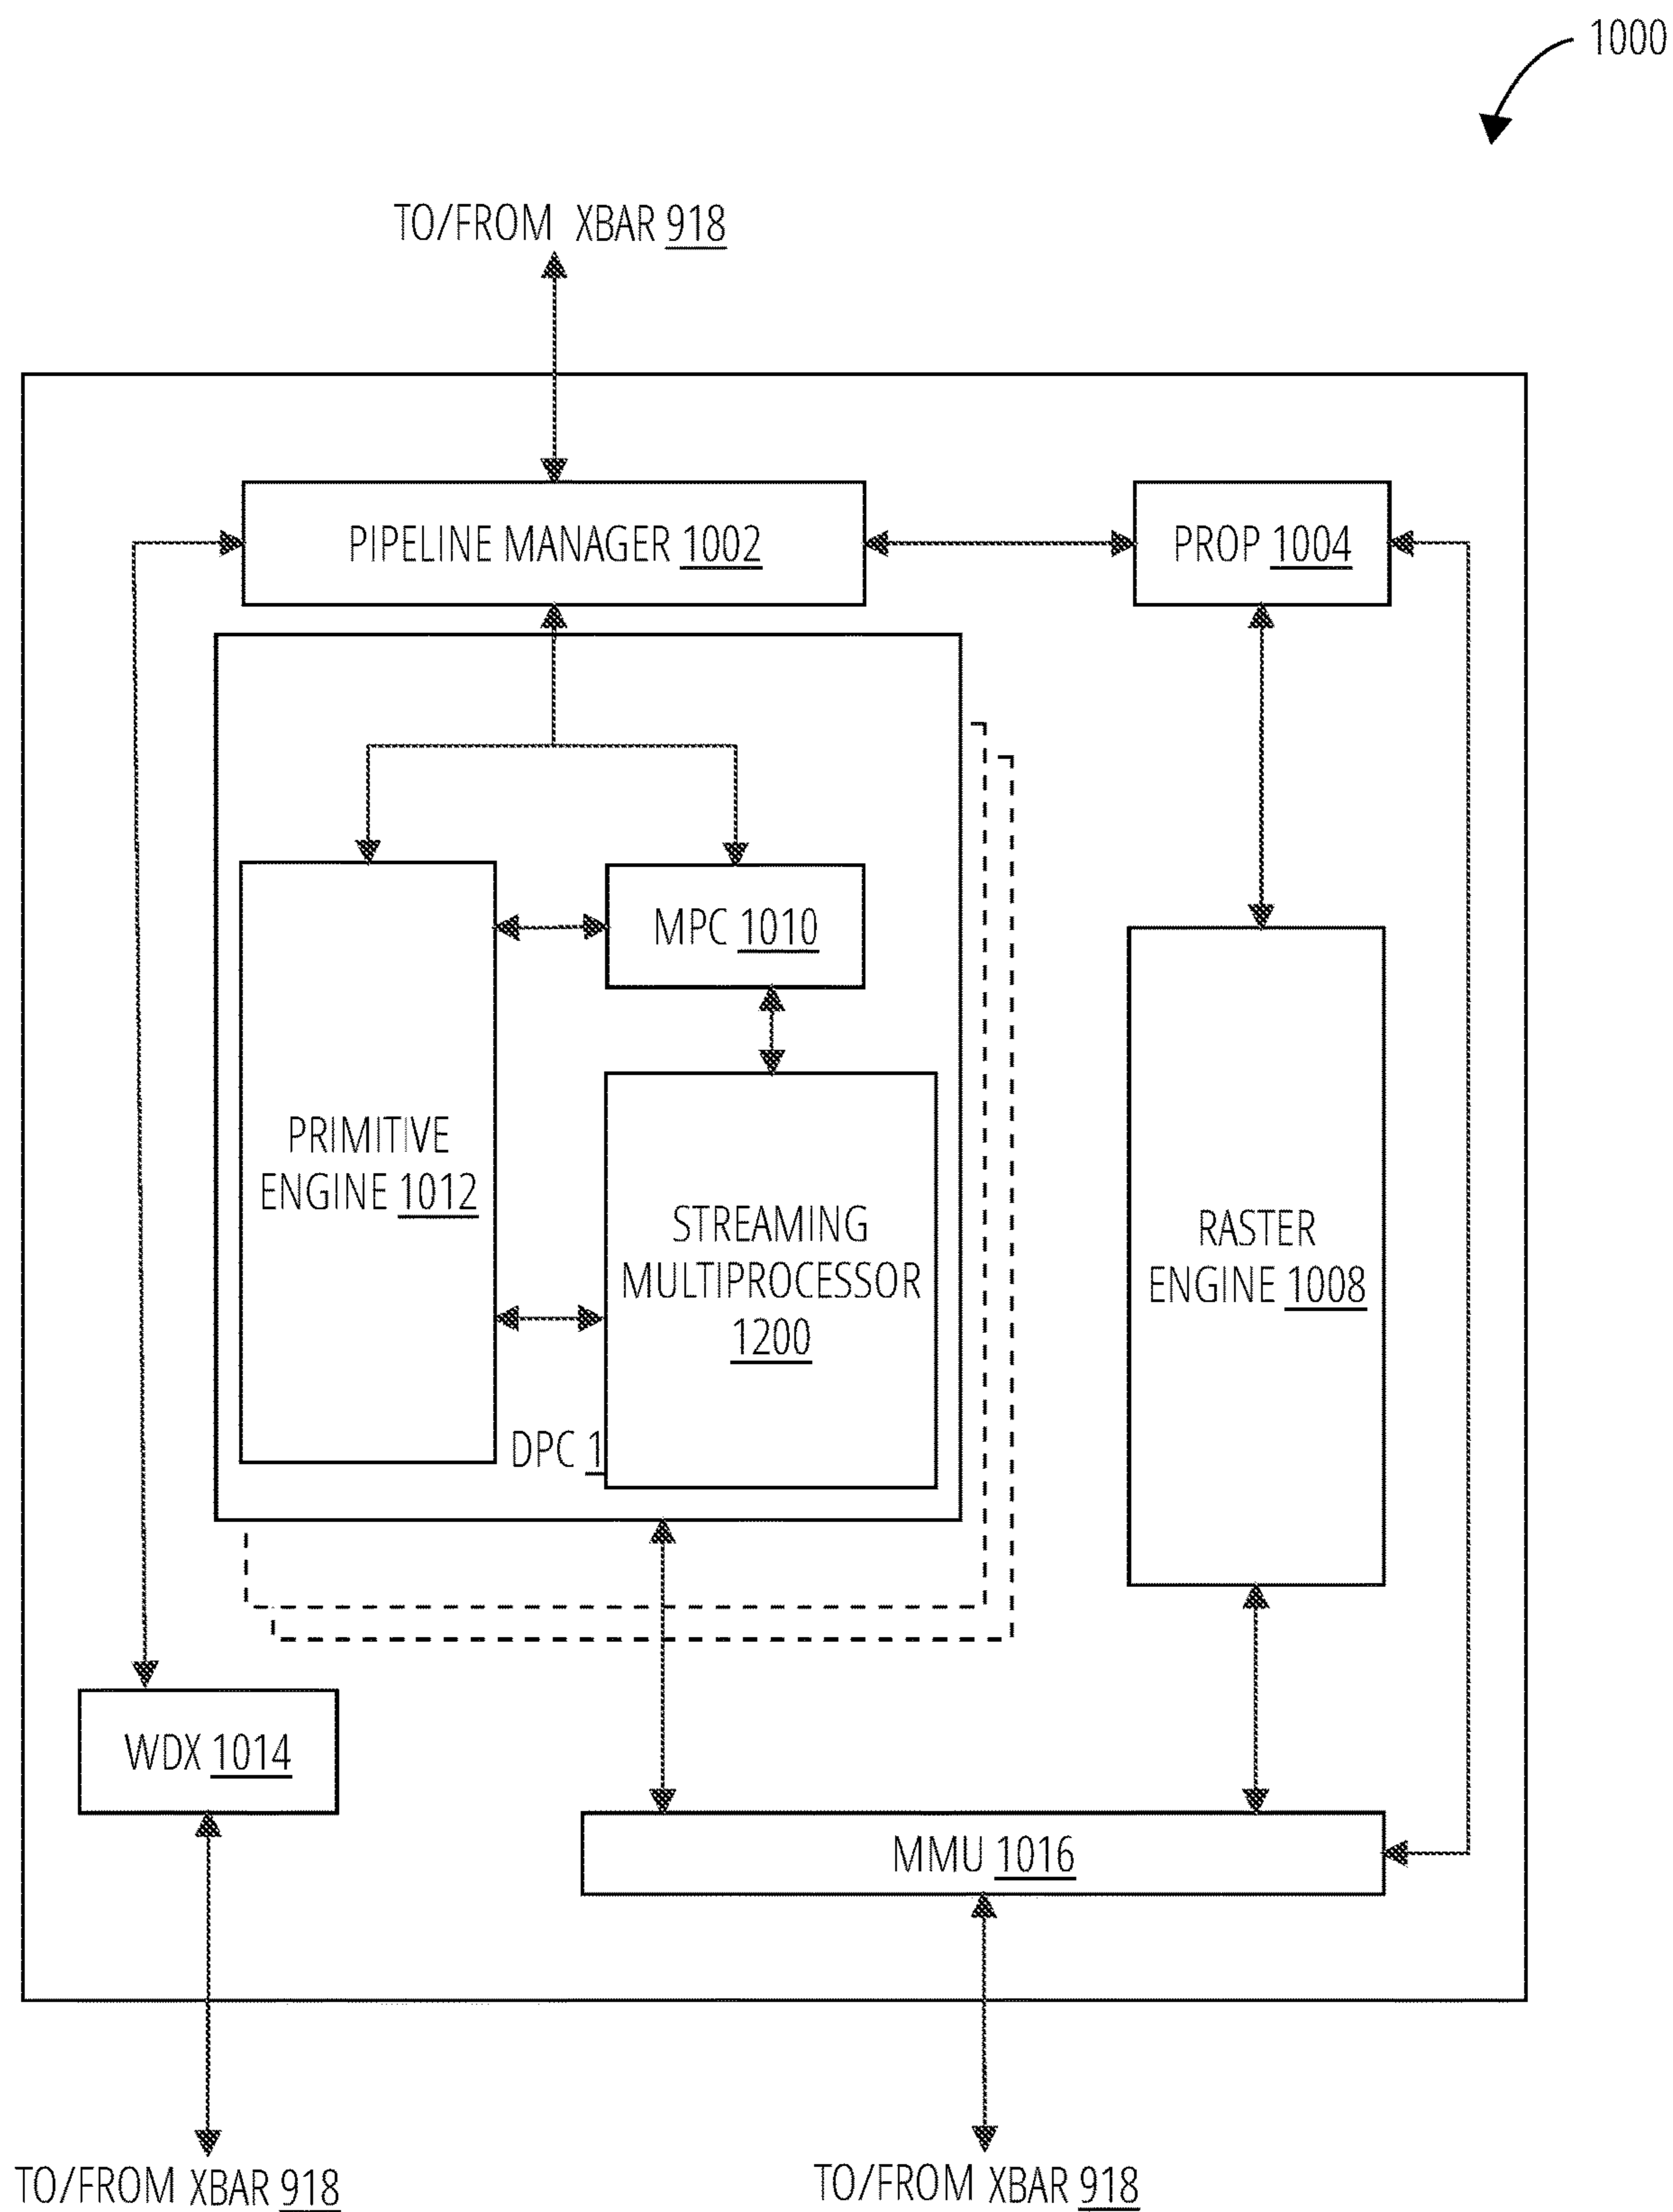 1000
TO/FROM XBAR 918
PIPELINE MANAGER 1002
PROP 1004
MPC 1010
PRIMITIVE
ENGINE 1012
STREAMING
MULTIPROCESSOR
1200
RASTER
ENGINE 1008
DPC 1
WDX 1014
MMU 1016
TO/FROM XBAR 918
TO/FROM XBAR 918